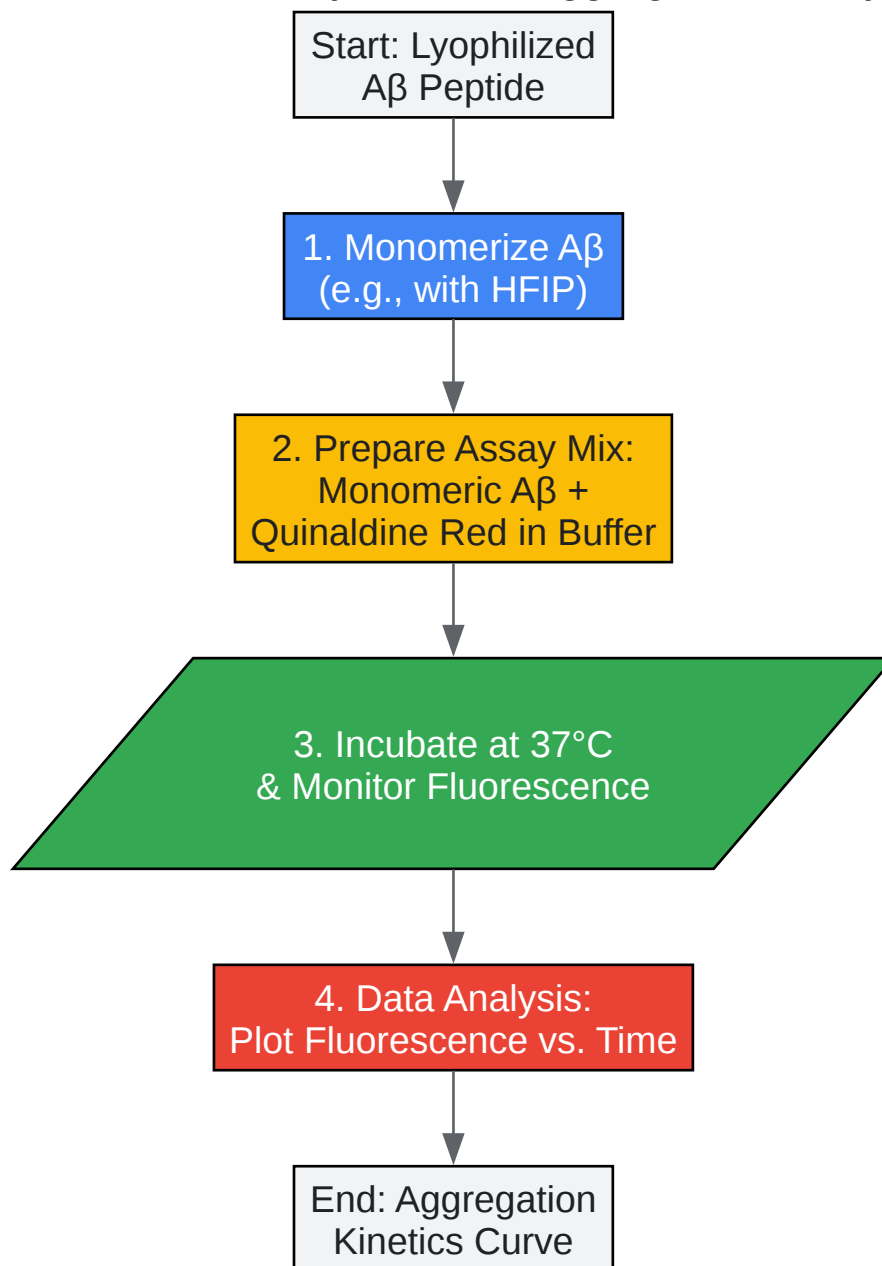 Start: Lyophilized
Aβ Peptide
1. Monomerize Aβ
(e.g., with HFIP)
2. Prepare Assay Mix:
Monomeric Aβ +
Quinaldine Red in Buffer
3. Incubate at 37°C
& Monitor Fluorescence
4. Data Analysis:
Plot Fluorescence vs. Time
End: Aggregation
Kinetics Curve